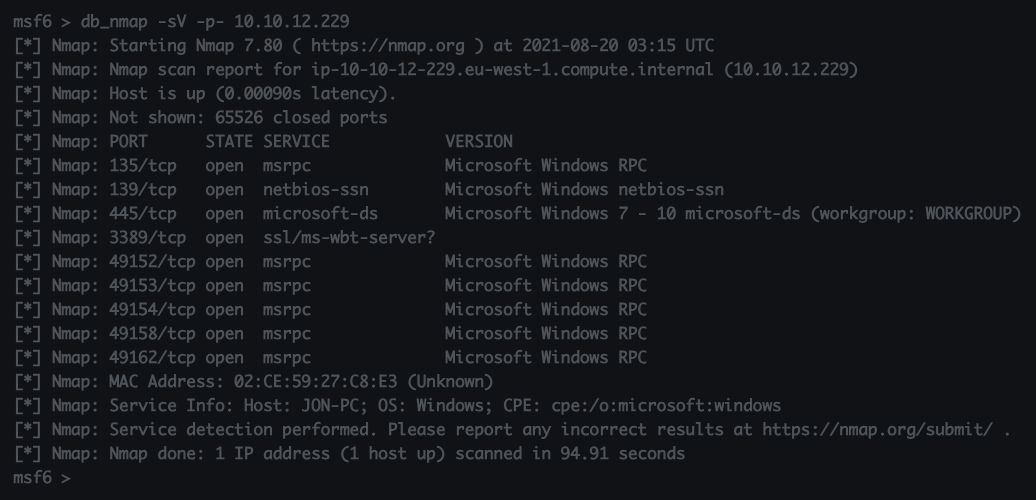 msf6 > db_nmap -sV -p- 10.10.12.229
[*] Nmap: Starting Nmap 7.80 ( https://nmap.org ) at 2021-08-20 03:15 UTC
[*] Nmap: Nmap scan report for ip-10-10-12-229.eu-west-1.compute.internal (10.10.12.229)
[*] Nmap: Host is up (0.00090s latency).
[*] Nmap: Not shown: 65526 closed ports
[*] Nmap: PORT      STATE SERVICE            VERSION
[*] Nmap: 135/tcp   open  msrpc              Microsoft Windows RPC
[*] Nmap: 139/tcp   open  netbios-ssn        Microsoft Windows netbios-ssn
[*] Nmap: 445/tcp   open  microsoft-ds       Microsoft Windows 7 - 10 microsoft-ds (workgroup: WORKGROUP)
[*] Nmap: 3389/tcp  open  ssl/ms-wbt-server?
[*] Nmap: 49152/tcp open  msrpc              Microsoft Windows RPC
[*] Nmap: 49153/tcp open  msrpc              Microsoft Windows RPC
[*] Nmap: 49154/tcp open  msrpc              Microsoft Windows RPC
[*] Nmap: 49158/tcp open  msrpc              Microsoft Windows RPC
[*] Nmap: 49162/tcp open  msrpc              Microsoft Windows RPC
[*] Nmap: MAC Address: 02:CE:59:27:C8:E3 (Unknown)
[*] Nmap: Service Info: Host: JON-PC; OS: Windows; CPE: cpe:/o:microsoft:windows
[*] Nmap: Service detection performed. Please report any incorrect results at https://nmap.org/submit/ .
[*] Nmap: Nmap done: 1 IP address (1 host up) scanned in 94.91 seconds
msf6 >